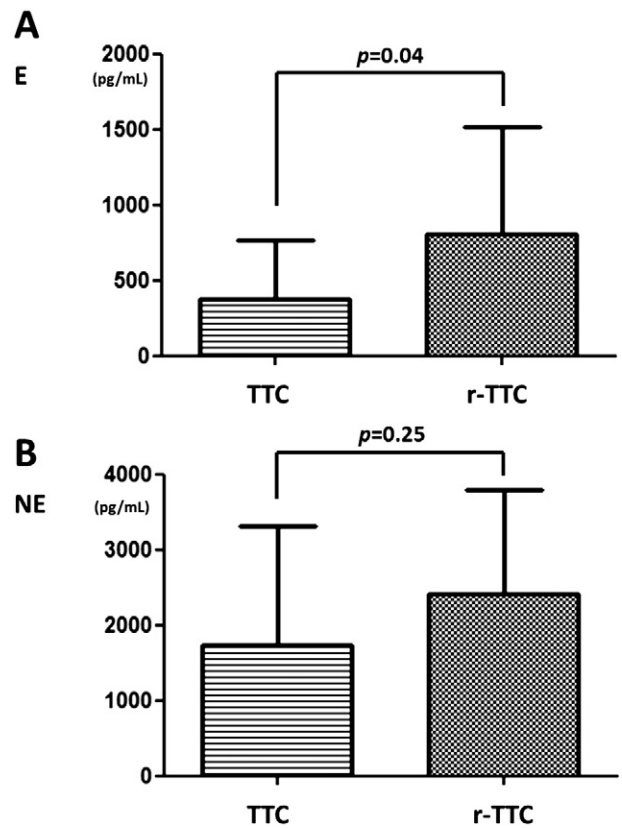 A
E
(pg/mL)
2000
1500
1000
500
0
p=0.04
TTC
r-TTC
B
NE
(pg/mL)
4000
3000
2000
1000
0
p=0.25
TTC
r-TTC